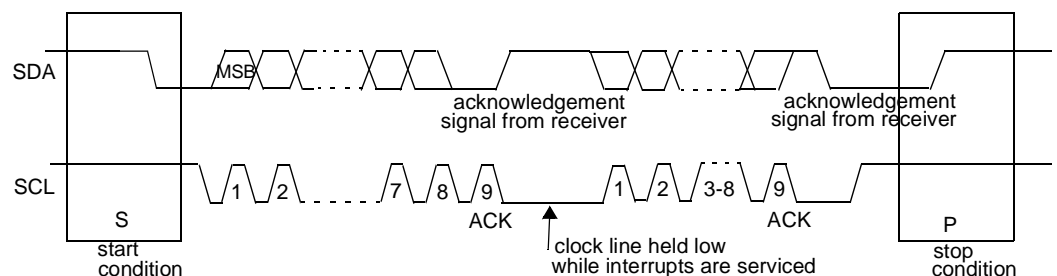 SDA
MSB
acknowledgement
signal from receiver
acknowledgement
signal from receiver
SCL
1
2
7
8
9
1
2
3-8
9
ACK
ACK
S
P
start
condition
clock line held low
while interrupts are serviced
stop
condition